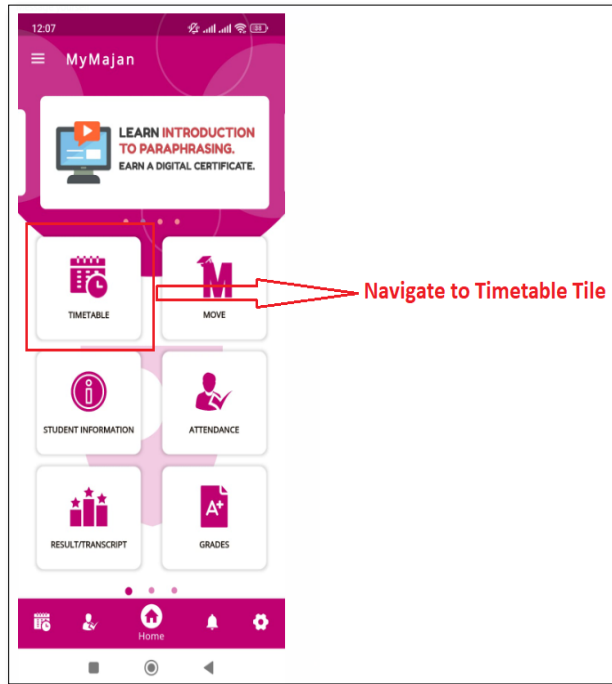 12:07
38
MyMajan
LEARN INTRODUCTION
TO PARAPHRASING.
EARN A DIGITAL CERTIFICATE.
TIMETABLE
M
MOVE
Navigate to Timetable Tile
STUDENT INFORMATION
ATTENDANCE
A+
RESULT/TRANSCRIPT
GRADES
Home